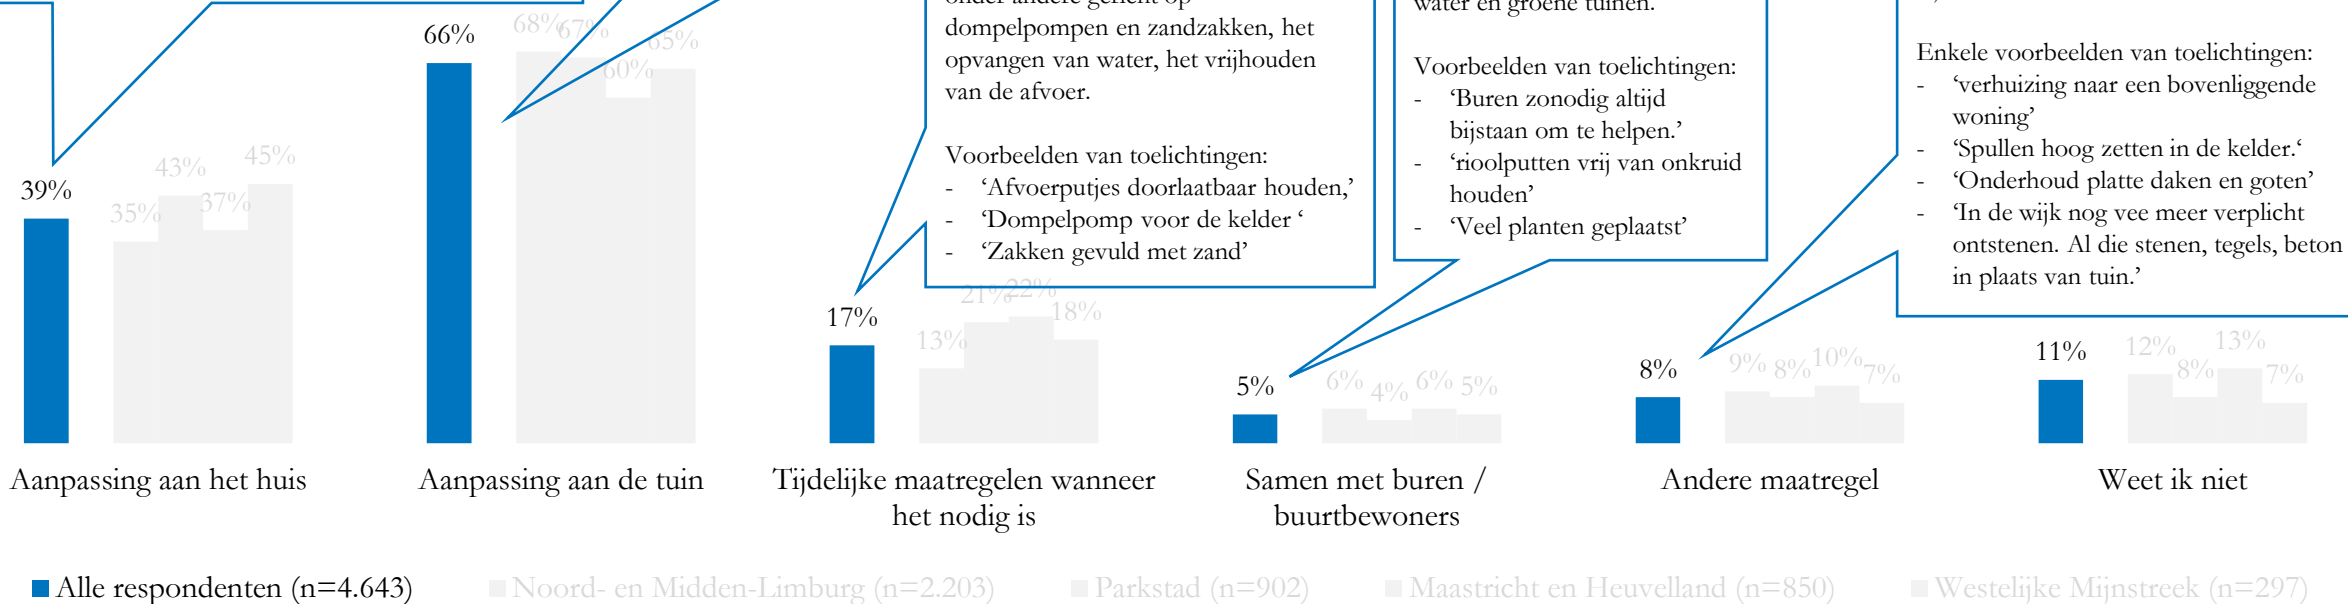 dompelpompen en zandzakken, het
opvangen van water, het vrijhouden
van de afvoer.
Voorbeelden van toelichtingen:
- ‘Afvoerputjes doorlaatbaar houden,’
- ‘Dompelpomp voor de kelder ‘
- ‘Zakken gevuld met zand’
water en groene tuinen.
Voorbeelden van toelichtingen:
- ‘Buren zonodig altijd
bijstaan om te helpen.’
- ‘rioolputten vrij van onkruid
houden’
- ‘Veel planten geplaatst’
Enkele voorbeelden van toelichtingen:
- ‘verhuizing naar een bovenliggende
woning’
- ‘Spullen hoog zetten in de kelder.‘
- ‘Onderhoud platte daken en goten’
- ‘In de wijk nog vee meer verplicht
ontstenen. Al die stenen, tegels, beton
in plaats van tuin.’
39% 35% 43% 37% 45%
66% 68% 67% 60% 65%
17% 13% 21% 22% 18%
5% 6% 4% 6% 5%
8% 9% 8% 10% 7%
11% 12% 8% 13% 7%
Aanpassing aan het huis
Aanpassing aan de tuin
Tijdelijke maatregelen wanneer
het nodig is
Samen met buren /
buurtbewoners
Andere maatregel
Weet ik niet
Alle respondenten (n=4.643) Noord- en Midden-Limburg (n=2.203) Parkstad (n=902) Maastricht en Heuvelland (n=850) Westelijke Mijnstreek (n=297)